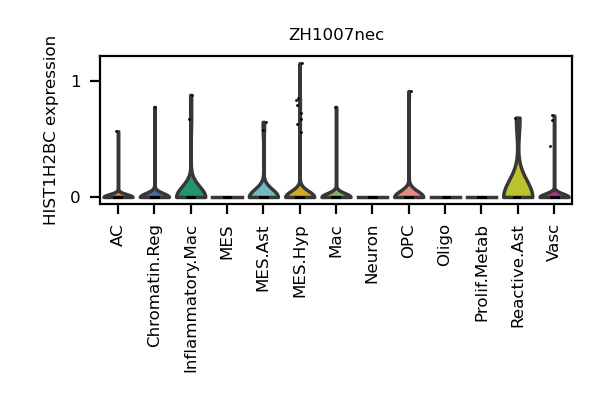 ZH1007nec
HIST1H2BC expression
1
0
AC
Chromatin.Reg
Inflammatory.Mac
MES
MES.Ast
MES.Hyp
Mac
Neuron
OPC
Oligo
Prolif.Metab
Reactive.Ast
Vasc